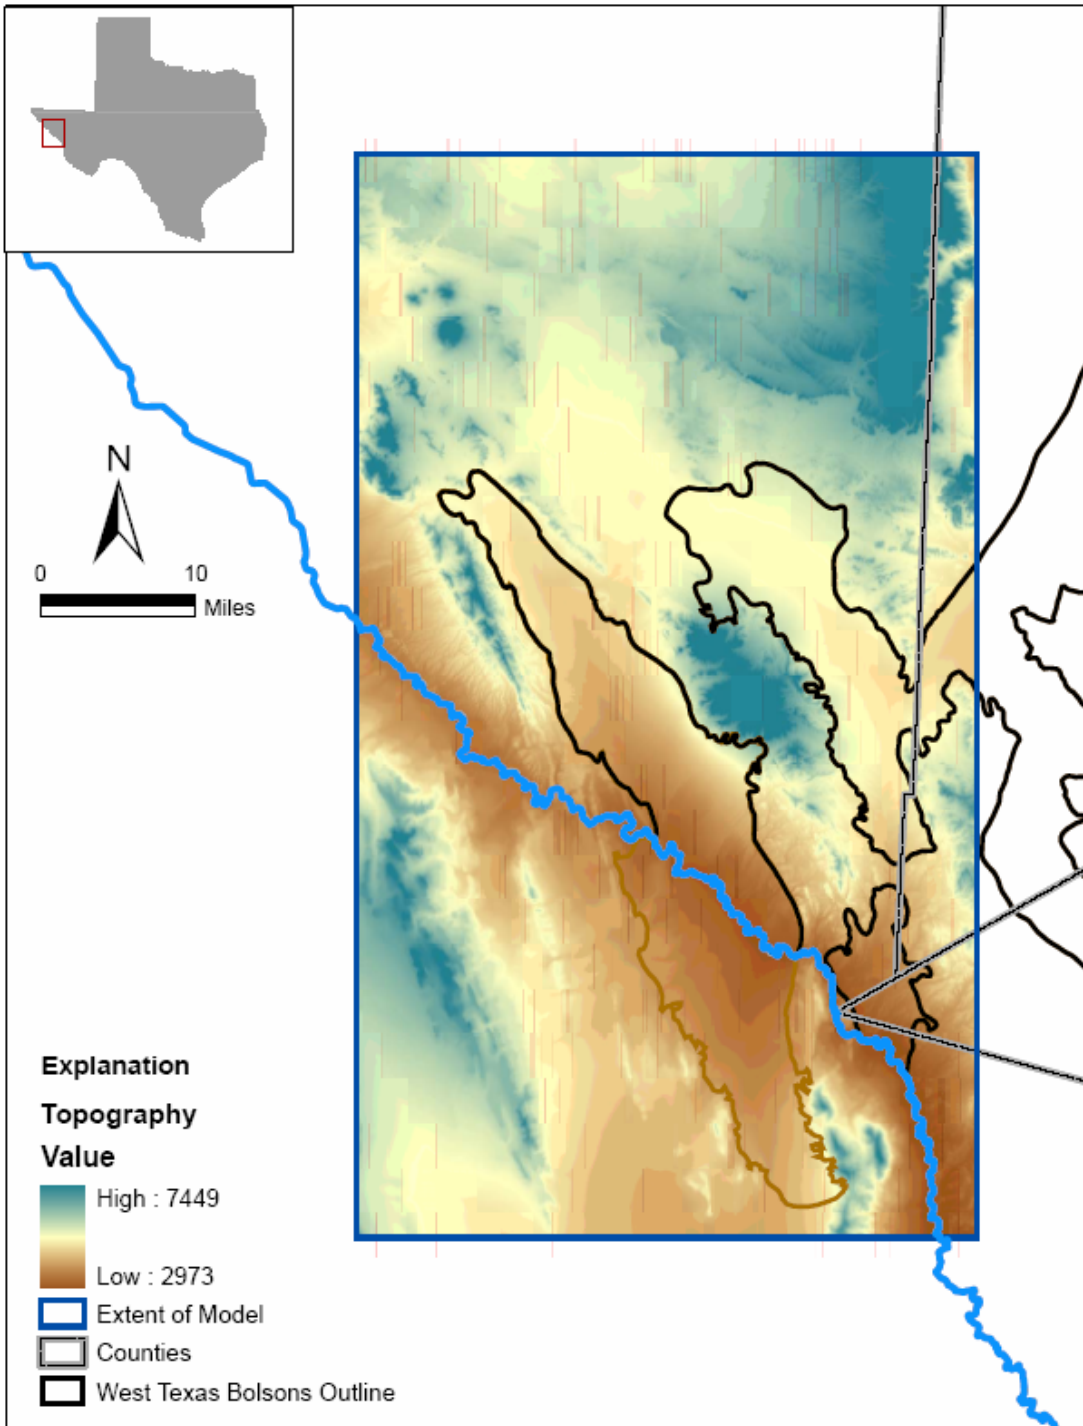 N
0 10
Miles
Explanation
Topography
Value
High : 7449
Low : 2973
Extent of Model
Counties
West Texas Bolsons Outline